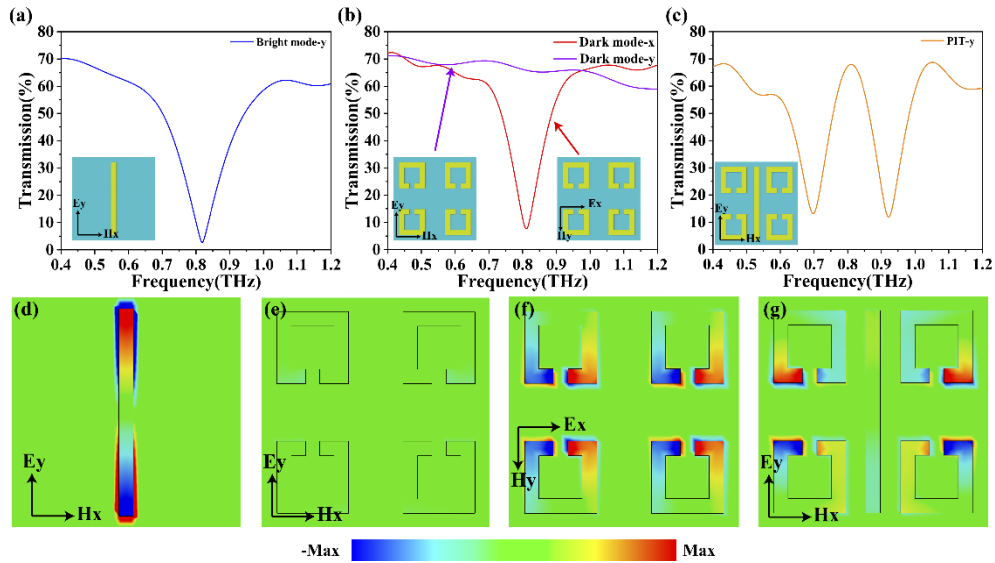 (a)
Transmission(%)
80
70
60
50
40
30
20
10
0
Bright mode-y
Ey
Hx
0.4 0.5 0.6 0.7 0.8 0.9 1.0 1.1 1.2
Frequency(THz)
(b)
Transmission(%)
80
70
60
50
40
30
20
10
0
Dark mode-x
Dark mode-y
Ey
Hx
Ex
Hy
0.4 0.5 0.6 0.7 0.8 0.9 1.0 1.1 1.2
Frequency(THz)
(c)
Transmission(%)
80
70
60
50
40
30
20
10
0
PIT-y
Ey
Hx
0.4 0.5 0.6 0.7 0.8 0.9 1.0 1.1 1.2
Frequency(THz)
(d)
Ey
Hx
(e)
Ey
Hx
(f)
Ex
Hy
(g)
Ey
Hx
-Max
Max